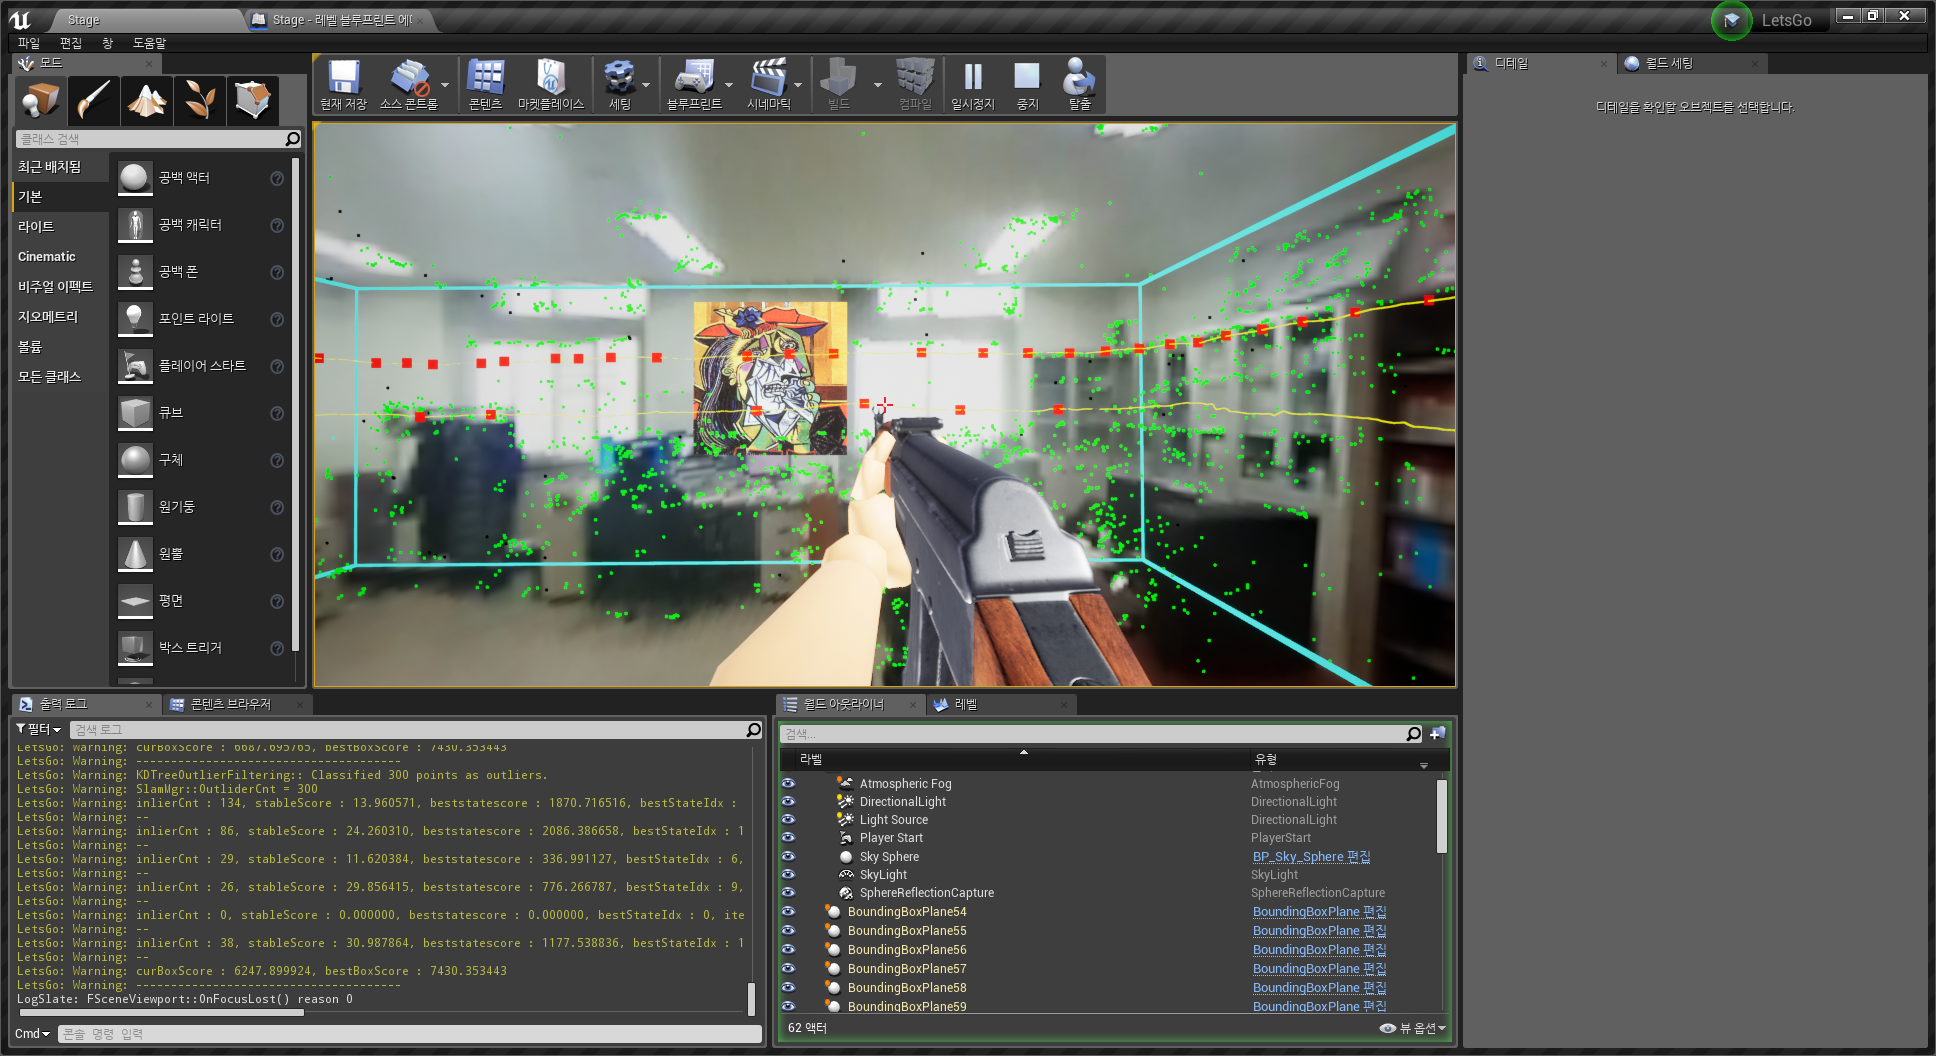 Stage
Stage - 레벨 블루프린트 에디
LetsGo
파일 편집 창 도움말
모드
현재 저장
소스 콘트롤
콘텐츠
마켓플레이스
세팅
블루프린트
시네마틱
빌드
컴파일
일시정지
중지
탈출
디테일
월드 세팅
디테일을 확인할 오브젝트를 선택합니다.
클래스 검색
최근 배치됨
기본
라이트
Cinematic
비주얼 이펙트
지오메트리
볼륨
모든 클래스
공백 액터
공백 캐릭터
공백 폰
포인트 라이트
플레이어 스타트
큐브
구체
원기둥
원뿔
평면
박스 트리거
출력 로그
콘텐츠 브라우저
필터
검색 로그
LetsGo: Warning: curBoxScore : 6687.695765, bestBoxScore : 7430.353443
LetsGo: Warning: --------------------------------------
LetsGo: Warning: KDTreeOutlierFiltering:: Classified 300 points as outliers.
LetsGo: Warning: SlamMgr::OutliderCnt = 300
LetsGo: Warning: inlierCnt : 134, stableScore : 13.960571, beststatescore : 1870.716516, bestStateIdx :
LetsGo: Warning: --
LetsGo: Warning: inlierCnt : 86, stableScore : 24.260310, beststatescore : 2086.386658, bestStateIdx : 1
LetsGo: Warning: --
LetsGo: Warning: inlierCnt : 29, stableScore : 11.620384, beststatescore : 336.991127, bestStateIdx : 6,
LetsGo: Warning: --
LetsGo: Warning: inlierCnt : 26, stableScore : 29.856415, beststatescore : 776.266787, bestStateIdx : 9,
LetsGo: Warning: --
LetsGo: Warning: inlierCnt : 0, stableScore : 0.000000, beststatescore : 0.000000, bestStateIdx : 0, ite
LetsGo: Warning: --
LetsGo: Warning: inlierCnt : 38, stableScore : 30.987864, beststatescore : 1177.538836, bestStateIdx : 1
LetsGo: Warning: --
LetsGo: Warning: curBoxScore : 6247.899924, bestBoxScore : 7430.353443
LetsGo: Warning: --------------------------------------
LogSlate: FSceneViewport::OnFocusLost() reason 0
Cmd
콘솔 명령 입력
월드 아웃라이너
레벨
검색...
라벨 유형
Atmospheric Fog AtmosphericFog
DirectionalLight DirectionalLight
Light Source DirectionalLight
Player Start PlayerStart
Sky Sphere BP_Sky_Sphere 편집
SkyLight SkyLight
SphereReflectionCapture SphereReflectionCapture
BoundingBoxPlane54 BoundingBoxPlane 편집
BoundingBoxPlane55 BoundingBoxPlane 편집
BoundingBoxPlane56 BoundingBoxPlane 편집
BoundingBoxPlane57 BoundingBoxPlane 편집
BoundingBoxPlane58 BoundingBoxPlane 편집
BoundingBoxPlane59 BoundingBoxPlane 편집
62 액터
뷰 옵션